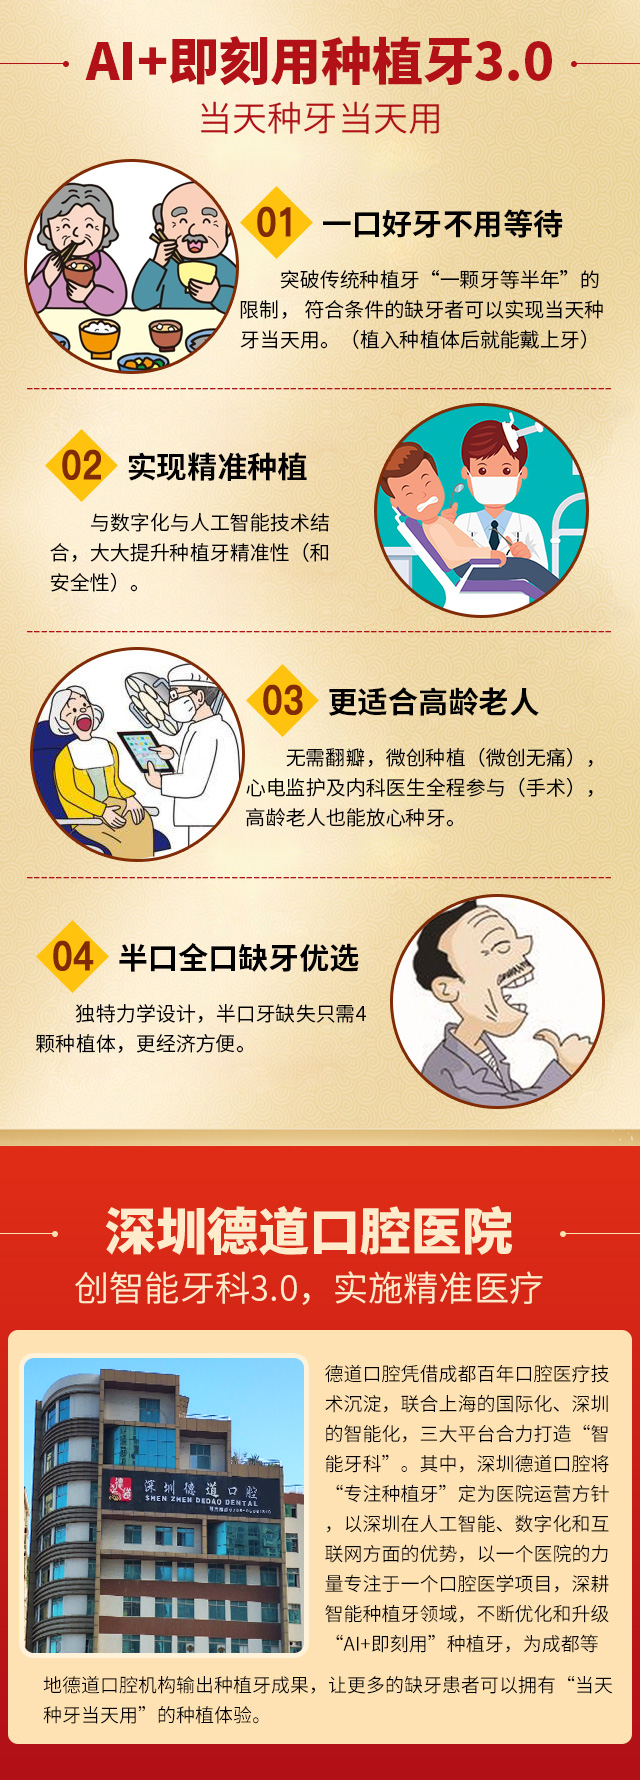 AI+即刻用种植牙3.0
当天种牙当天用
01 一口好牙不用等待
突破传统种植牙“一颗牙等半年”的
限制， 符合条件的缺牙者可以实现当天种
牙当天用。（植入种植体后就能戴上牙）
02 实现精准种植
与数字化与人工智能技术结
合，大大提升种植牙精准性（和
安全性）。
03 更适合高龄老人
无需翻瓣，微创种植（微创无痛），
心电监护及内科医生全程参与（手术），
高龄老人也能放心种牙。
04 半口全口缺牙优选
独特力学设计，半口牙缺失只需4
颗种植体，更经济方便。
深圳德道口腔医院
创智能牙科3.0，实施精准医疗
德道
深圳德道口腔
SHEN ZHEN DEDAO DENTAL
德道口腔凭借成都百年口腔医疗技
术沉淀，联合上海的国际化、深圳
的智能化，三大平台合力打造“智
能牙科”。其中，深圳德道口腔将
“专注种植牙”定为医院运营方针
，以深圳在人工智能、数字化和互
联网方面的优势，以一个医院的力
量专注于一个口腔医学项目，深耕
智能种植牙领域，不断优化和升级
“AI+即刻用”种植牙，为成都等
地德道口腔机构输出种植牙成果，让更多的缺牙患者可以拥有“当天
种牙当天用”的种植体验。